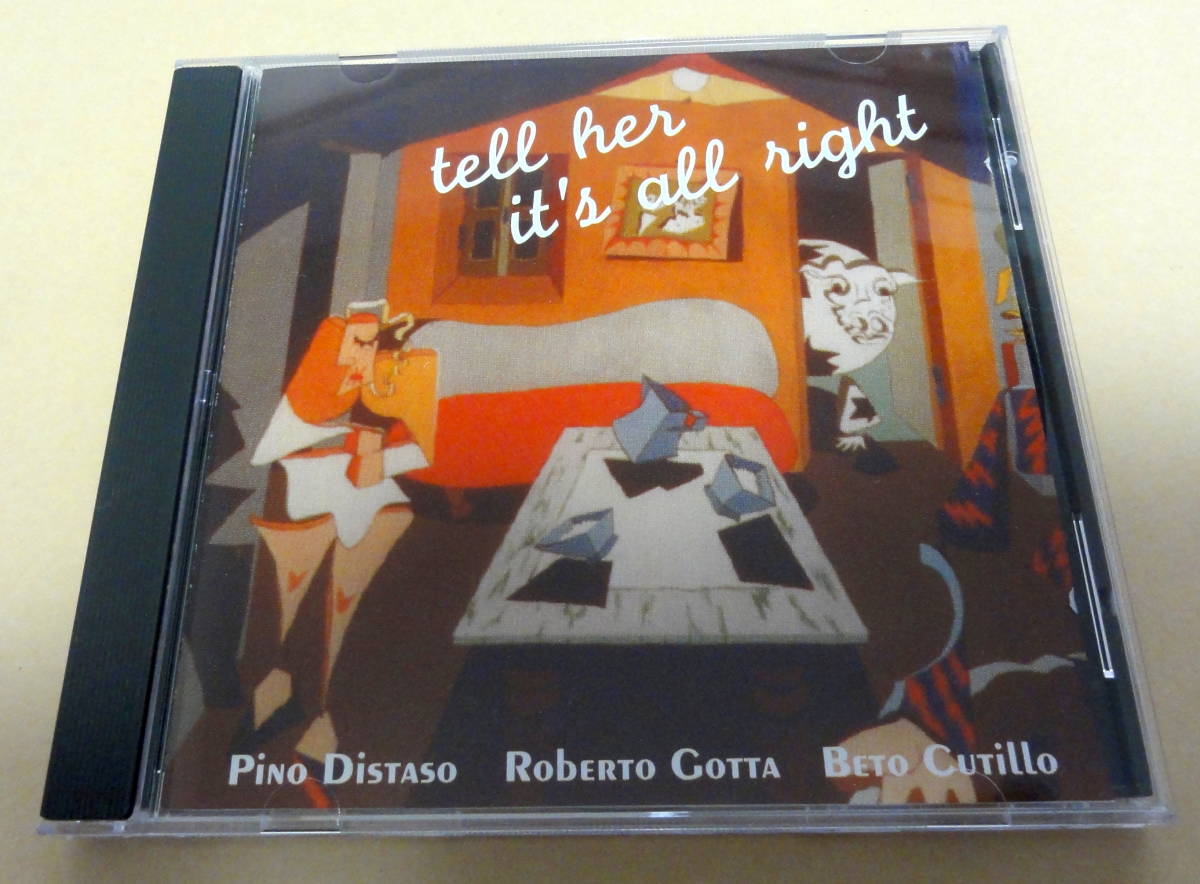 tell her
it's all right
Pino Distaso Roberto Gotta Beto Cutillo